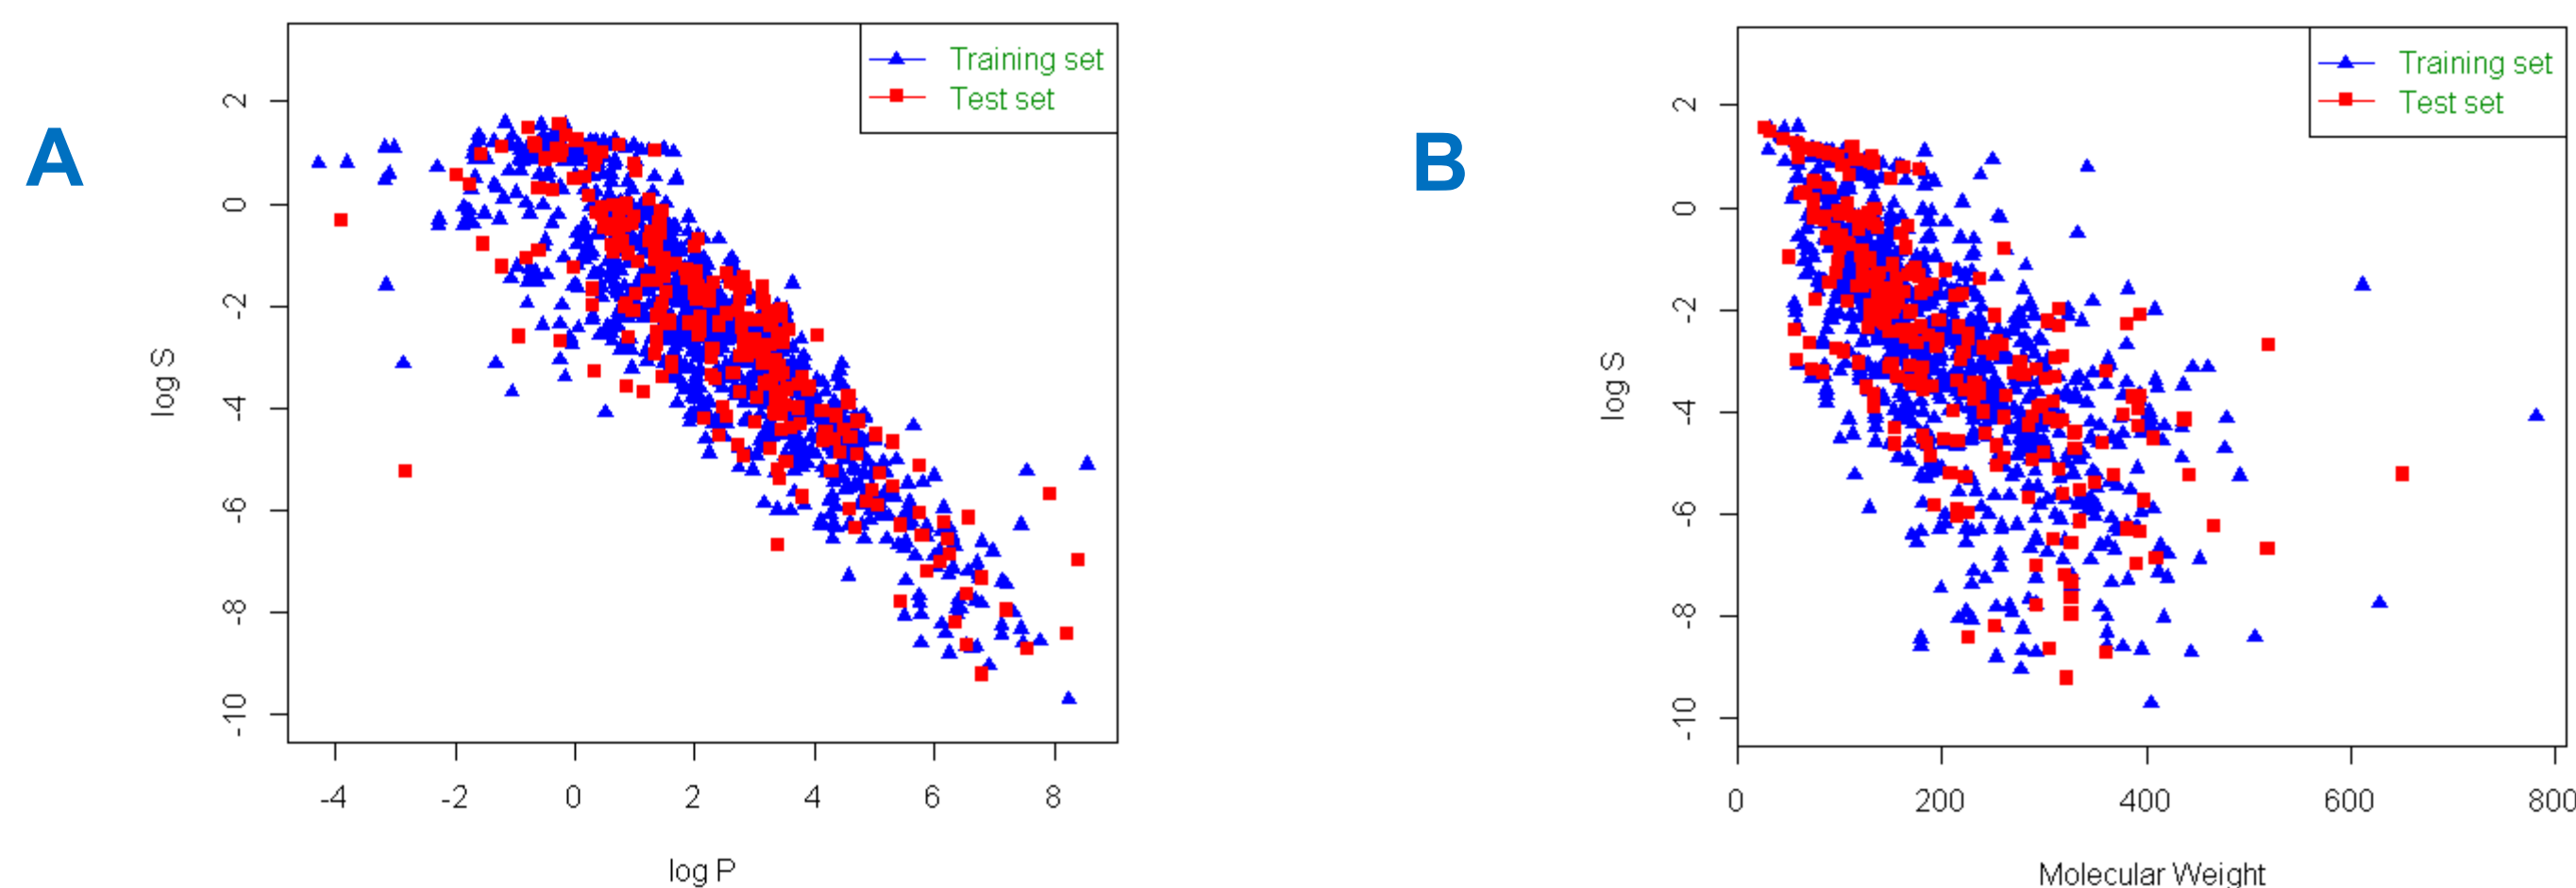 A
Training set
Test set
2
0
-2
-4
-6
-8
-10
log S
-4 -2 0 2 4 6 8
log P
B
Training set
Test set
2
0
-2
-4
-6
-8
-10
log S
0 200 400 600 800
Molecular Weight